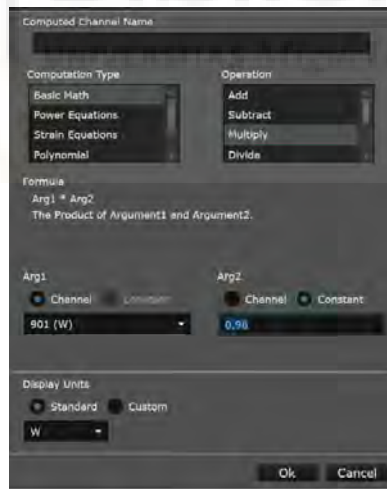 Computed Channel Name
Computation Type
Operation
Basic Math
Power Equations
Strain Equations
Polynomial
Add
Subtract
Multiply
Divide
Formula
Arg1 * Arg2
The Product of Argument1 and Argument2.
Arg1
Arg2
Channel Constant
Channel Constant
901 (W)
0.98
Display Units
Standard Custom
W
Ok Cancel